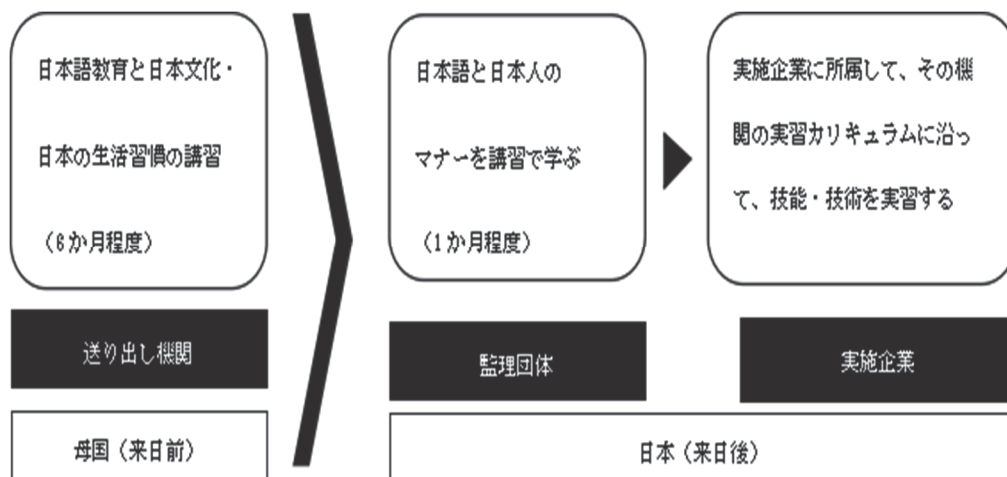 日本語教育と日本文化・
日本の生活習慣の講習
（6か月程度）
送り出し機関
母国（来日前）
日本語と日本人の
マナーを講習で学ぶ
（1か月程度）
監理団体
実施企業に所属して、その機
関の実習カリキュラムに沿っ
て、技能・技術を実習する
実施企業
日本（来日後）